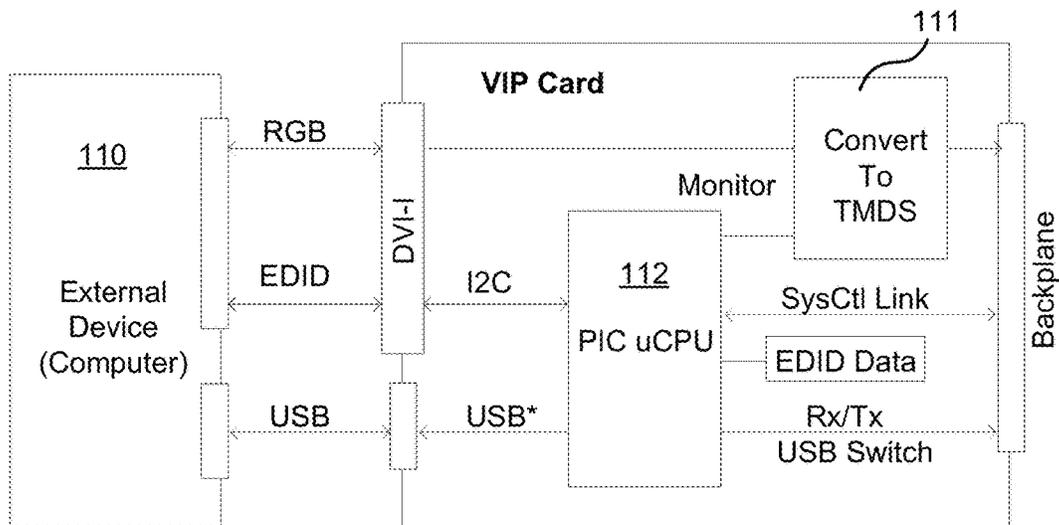 111
VIP Card
110
RGB
Convert
To
TMDS
Monitor
DVI-I
EDID
I2C
112
PIC uCPU
SysCtl Link
Backplane
External
Device
(Computer)
EDID Data
USB
USB*
Rx/Tx
USB Switch